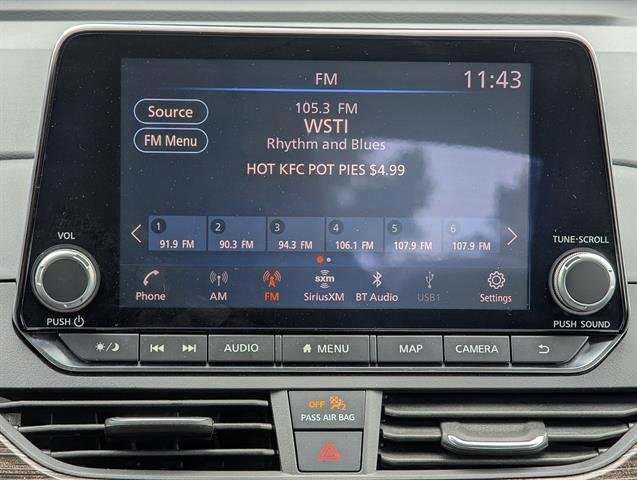 FM
11:43
Source
105.3 FM
FM Menu
WSTI
Rhythm and Blues
HOT KFC POT PIES $4.99
1 2 3 4 5 6
91.9 FM 90.3 FM 94.3 FM 106.1 FM 107.9 FM 107.9 FM
VOL
TUNE·SCROLL
Phone AM FM SiriusXM BT Audio USB1 Settings
sxm
PUSH
PUSH SOUND
AUDIO MENU MAP CAMERA
OFF 2
PASS AIR BAG